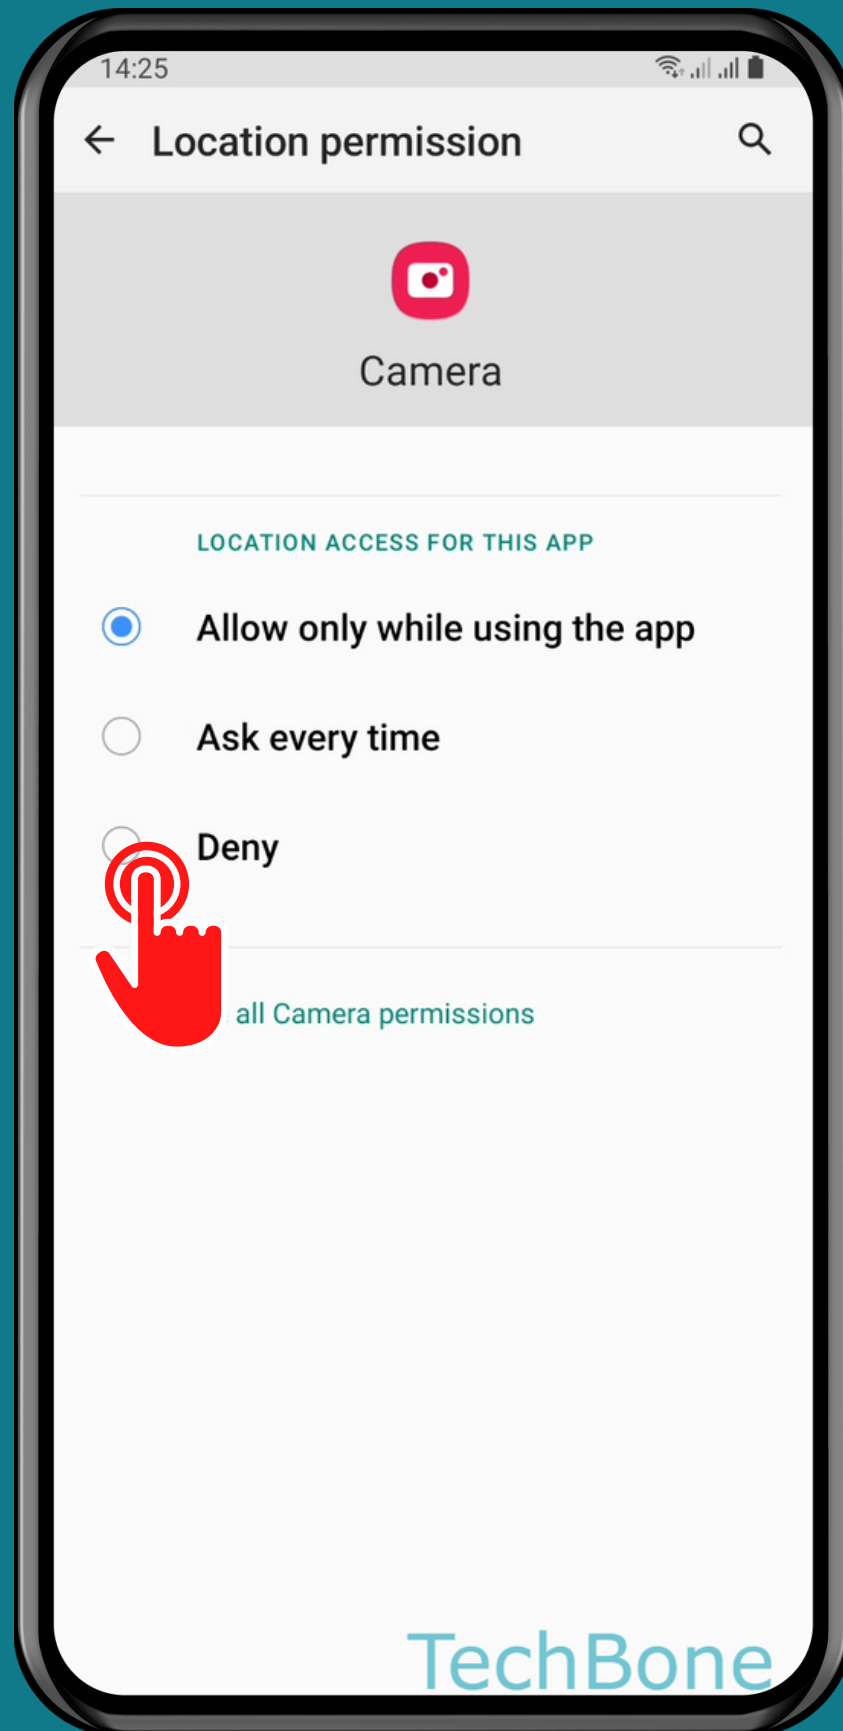 14:25
Location permission
Camera
LOCATION ACCESS FOR THIS APP
Allow only while using the app
Ask every time
Deny
all Camera permissions
TechBone